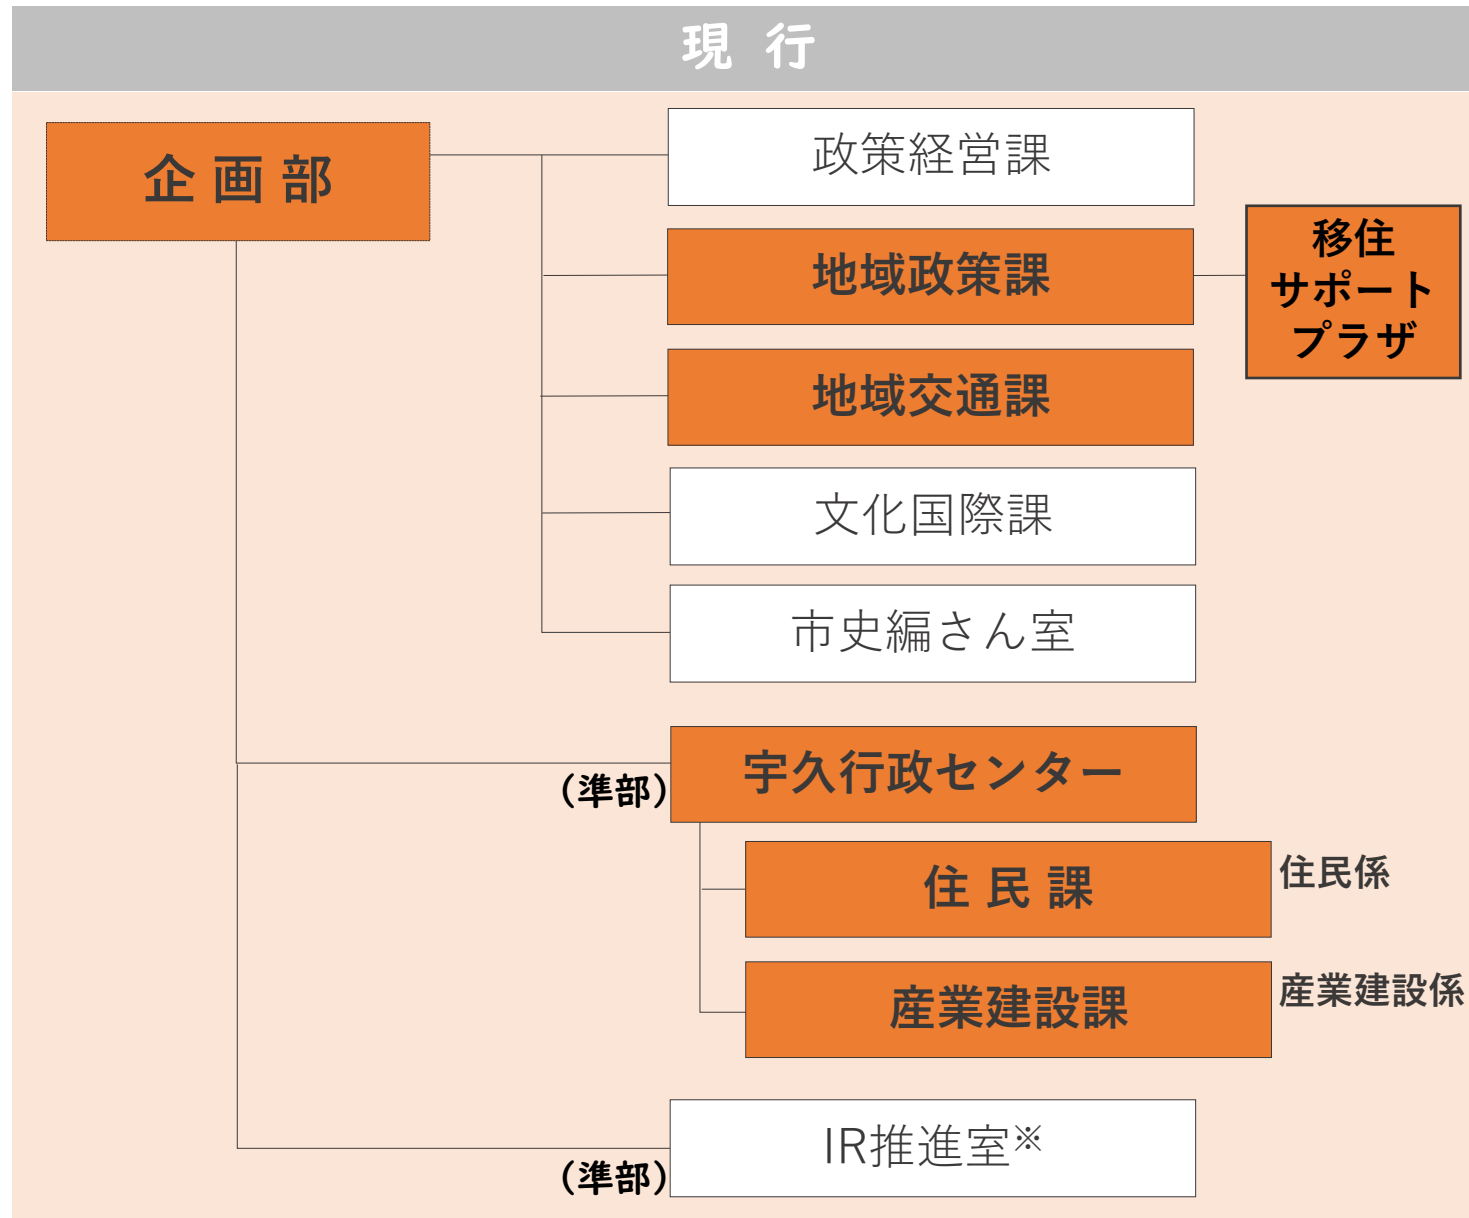 現 行
企 画 部
政策経営課
地域政策課
移住
サポート
プラザ
地域交通課
文化国際課
市史編さん室
宇久行政センター
（準部）
住 民 課
住民係
産業建設課
産業建設係
IR推進室※
（準部）